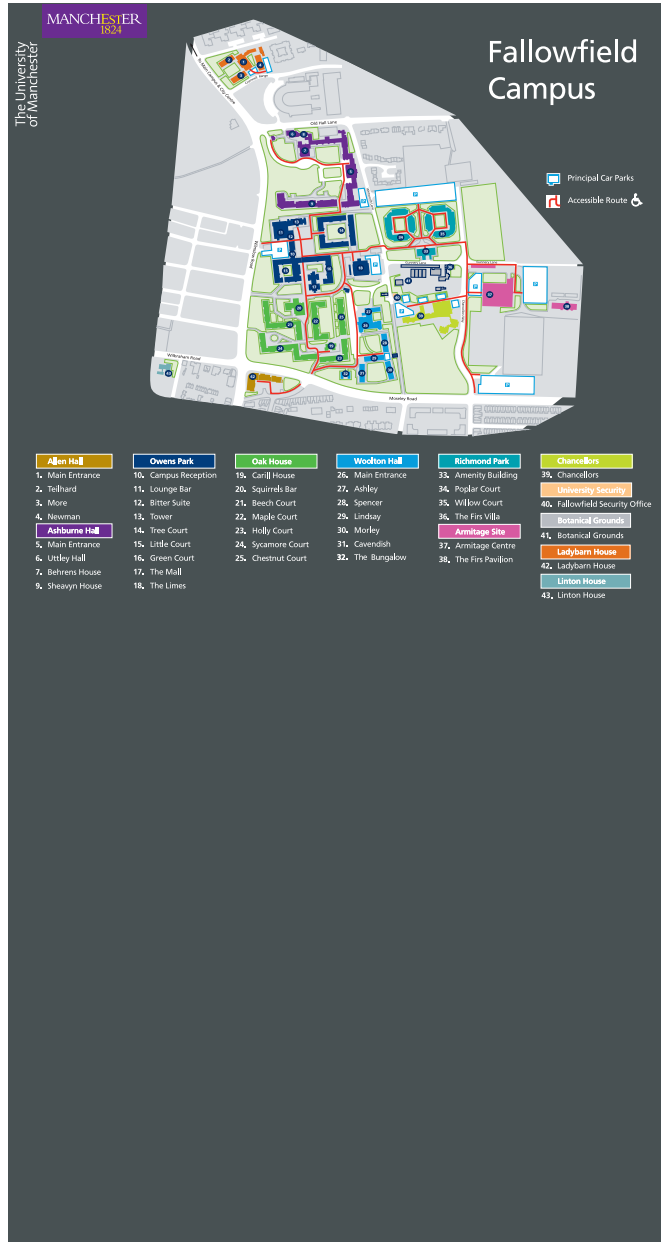 MANCHESTER
1824
The University
of Manchester
Fallowfield
Campus
Principal Car Parks
Accessible Route
To Main Campus & City Centre
Old Hall Lane
Wilbraham Road
Moseley Road
Allen Hall
1. Main Entrance
2. Teilhard
3. More
4. Newman
Ashburne Hall
5. Main Entrance
6. Uttley Hall
7. Behrens House
9. Sheavyn House
Owens Park
10. Campus Reception
11. Lounge Bar
12. Bitter Suite
13. Tower
14. Tree Court
15. Little Court
16. Green Court
17. The Mall
18. The Limes
Oak House
19. Carill House
20. Squirrels Bar
21. Beech Court
22. Maple Court
23. Holly Court
24. Sycamore Court
25. Chestnut Court
Woolton Hall
26. Main Entrance
27. Ashley
28. Spencer
29. Lindsay
30. Morley
31. Cavendish
32. The Bungalow
Richmond Park
33. Amenity Building
34. Poplar Court
35. Willow Court
36. The Firs Villa
Armitage Site
37. Armitage Centre
38. The Firs Pavilion
Chancellors
39. Chancellors
University Security
40. Fallowfield Security Office
Botanical Grounds
41. Botanical Grounds
Ladybarn House
42. Ladybarn House
Linton House
43. Linton House